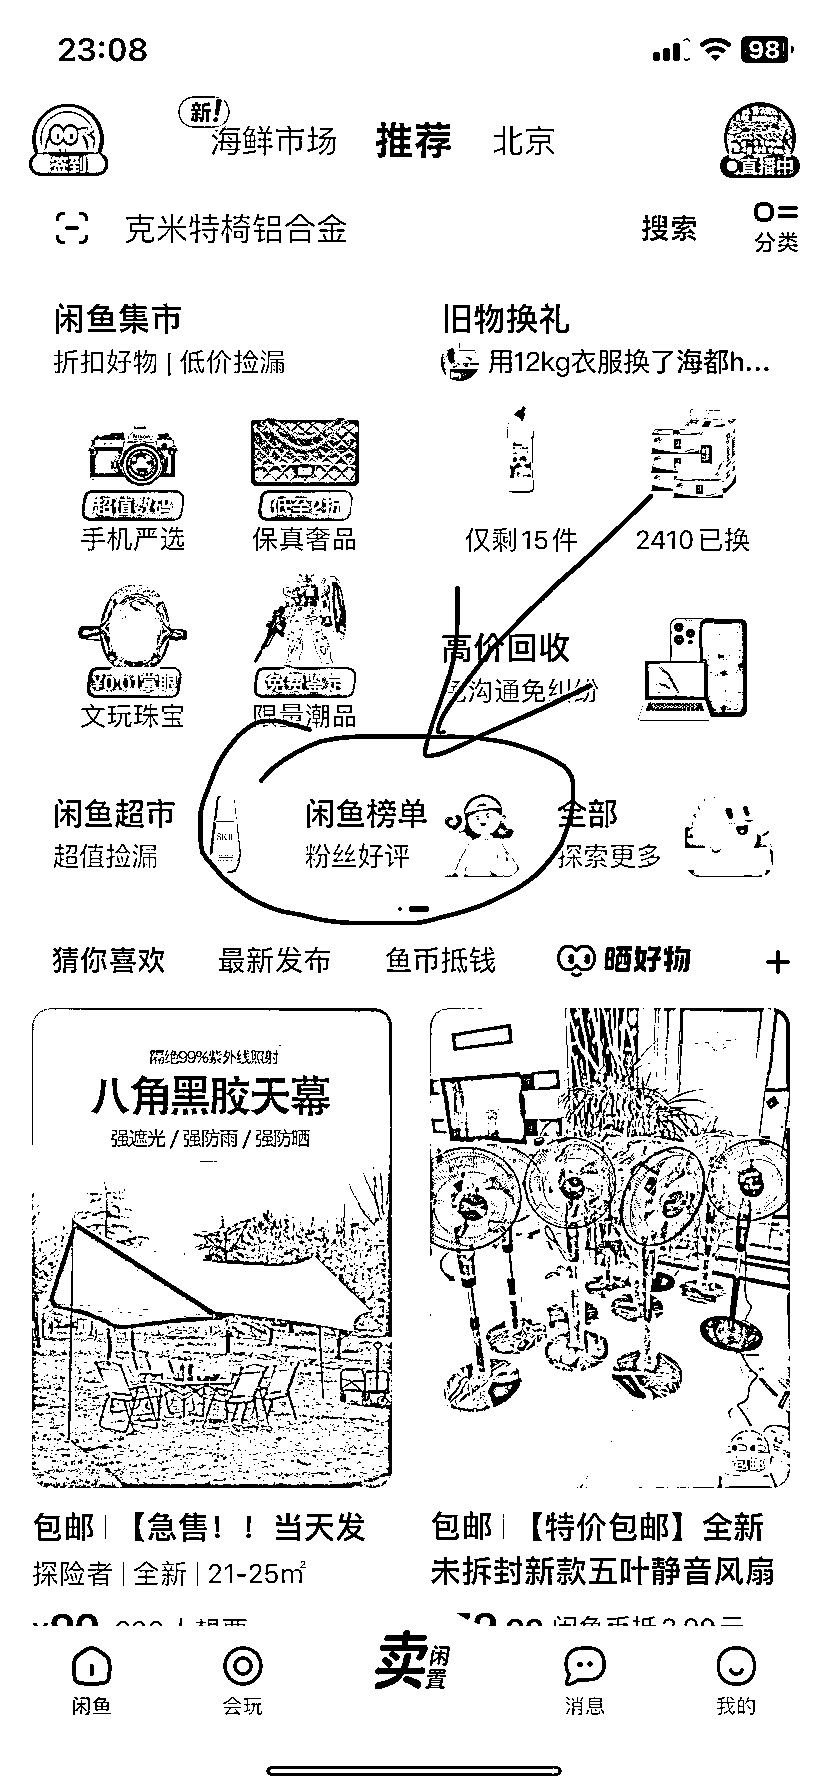 23:08
98
新!
海鲜市场 推荐 北京
签到
直播中
克米特椅铝合金
搜索
分类
闲鱼集市
折扣好物 | 低价捡漏
旧物换礼
用12kg衣服换了海都h...
超值数码
手机严选
低至2折
保真奢品
仅剩15件
2410已换
¥0.01掌眼
文玩珠宝
免费鉴定
限量潮品
高价回收
免沟通免纠纷
闲鱼超市
超值捡漏
SKII
闲鱼榜单
粉丝好评
全部
探索更多
猜你喜欢 最新发布 鱼币抵钱 晒好物 +
隔绝99%紫外线照射
八角黑胶天幕
强遮光 / 强防雨 / 强防晒
包邮
包邮 | 【急售！！当天发
探险者 | 全新 | 21-25㎡
包邮 | 【特价包邮】全新
未拆封新款五叶静音风扇
闲鱼
会玩
卖闲置
消息
我的